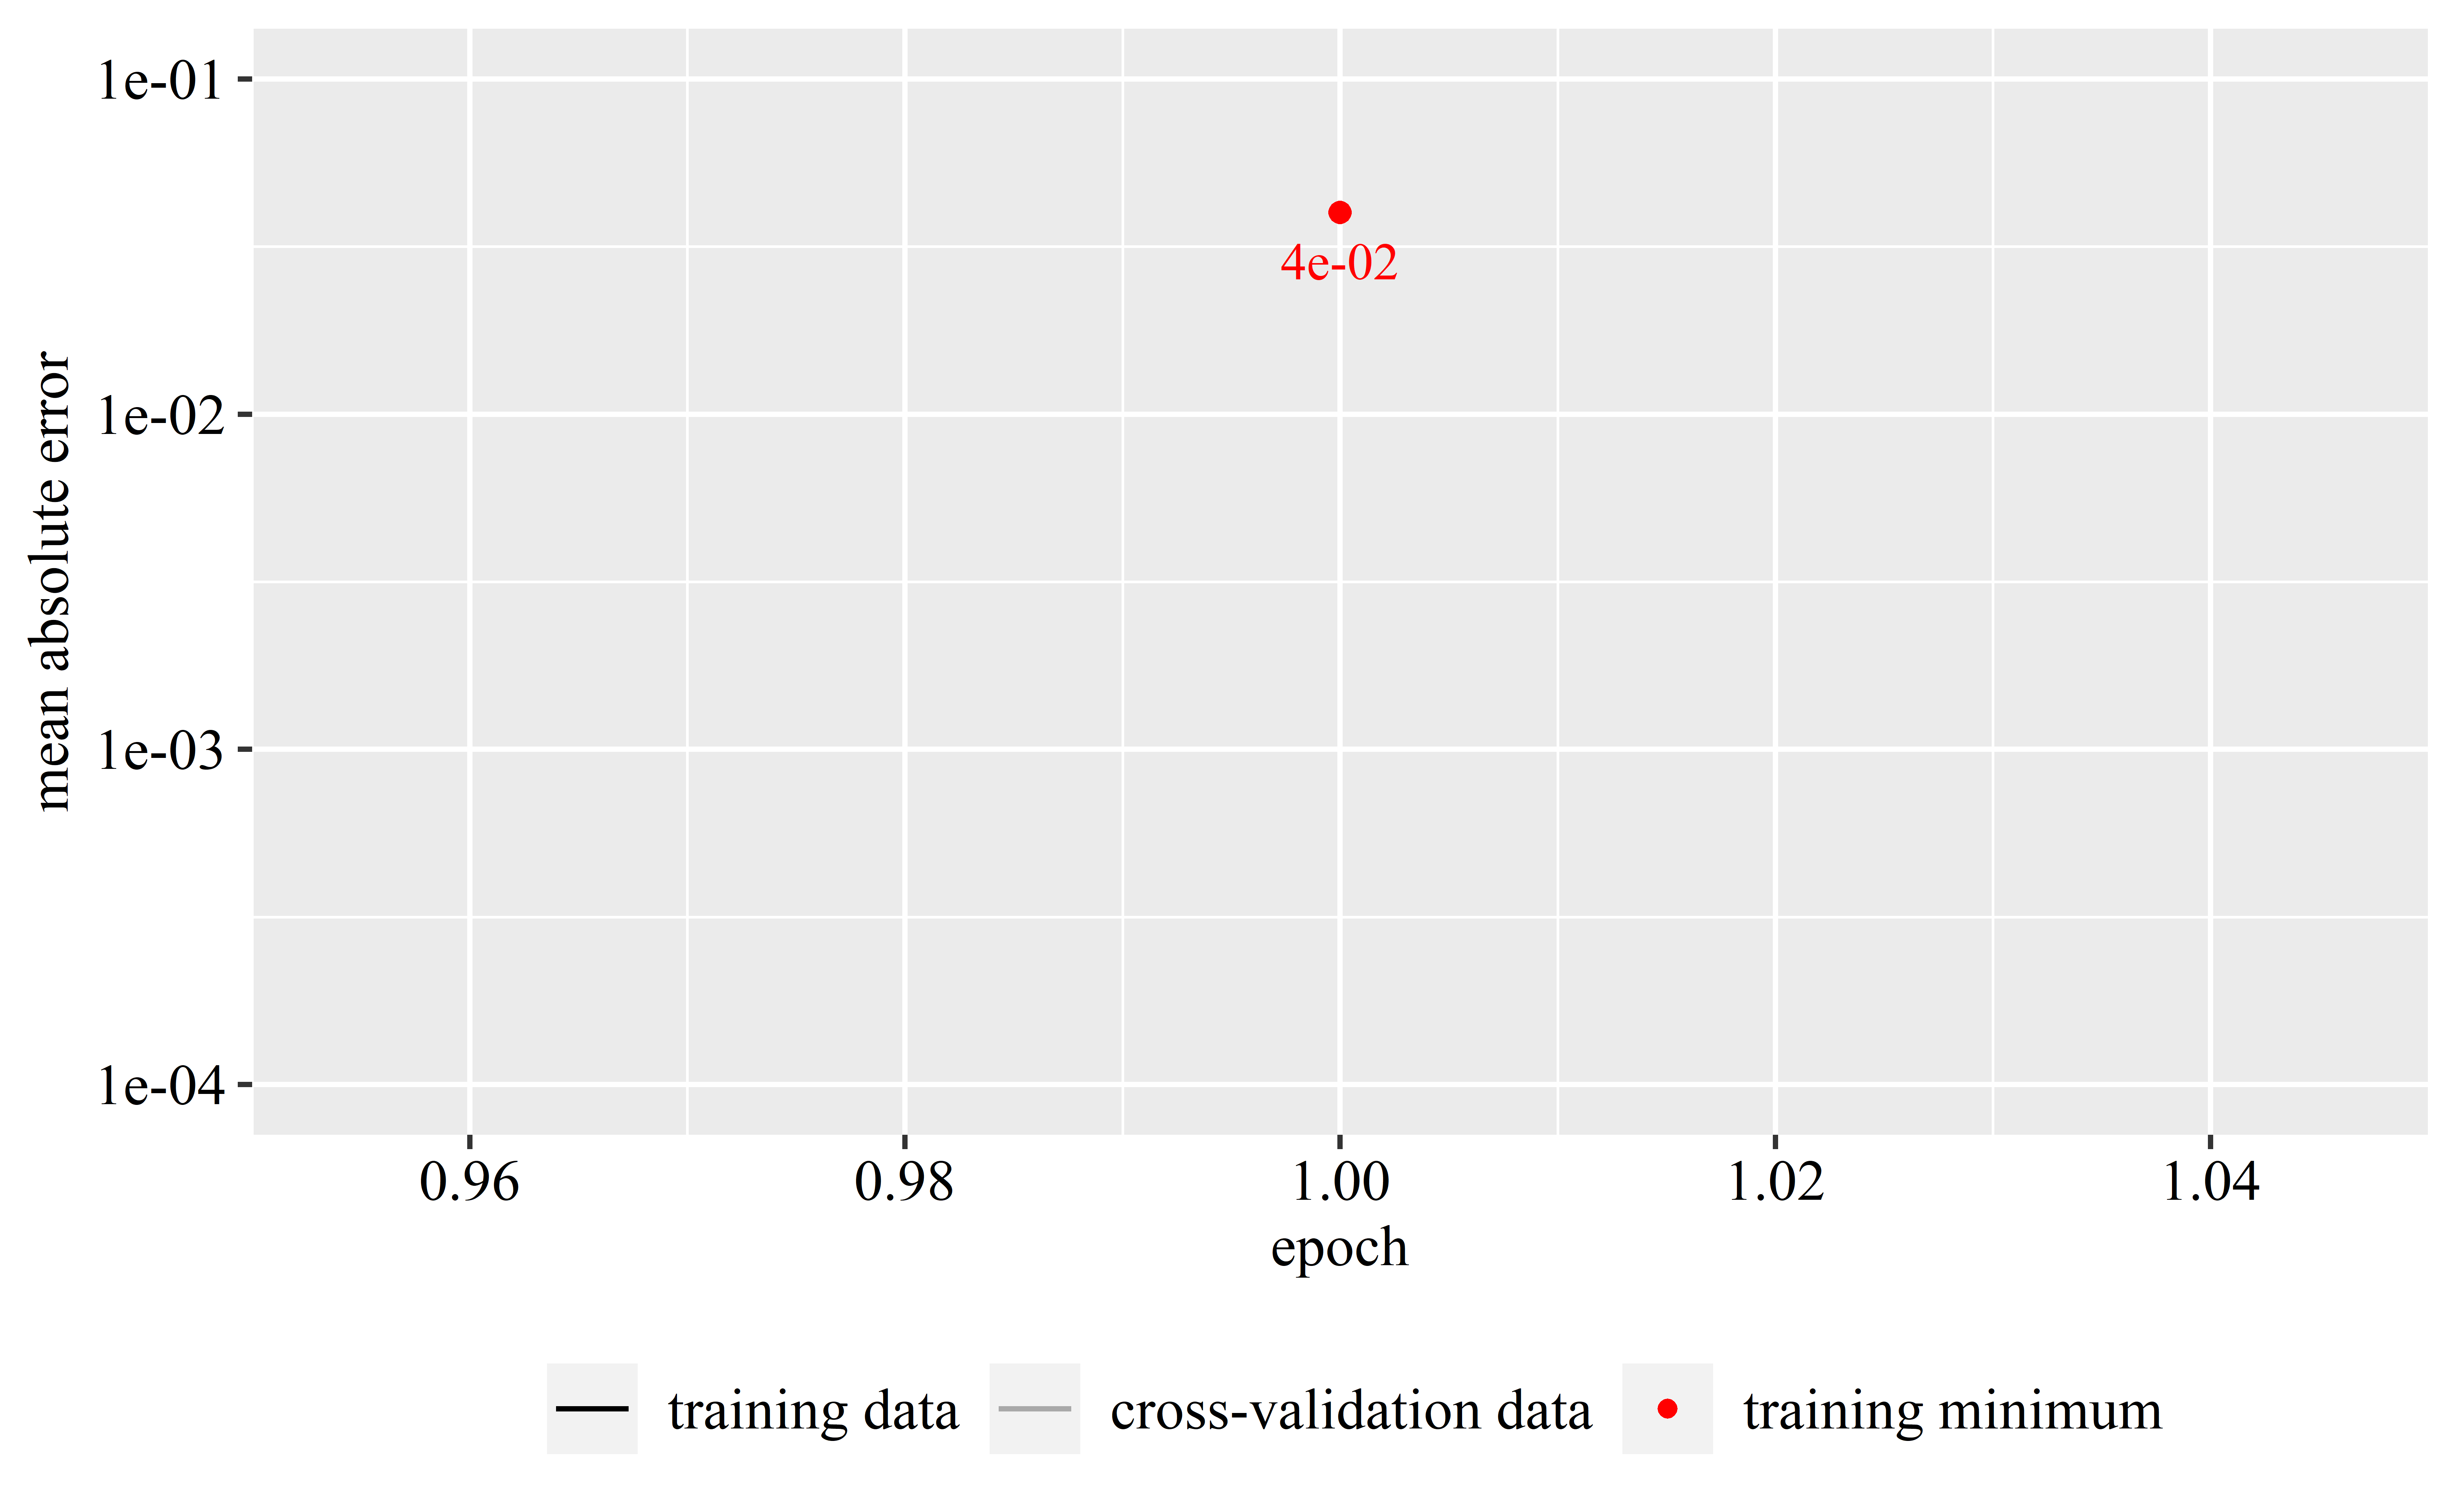 mean absolute error
1e-01
1e-02
1e-03
1e-04
4e-02
0.96 0.98 1.00 1.02 1.04
epoch
training data cross-validation data training minimum